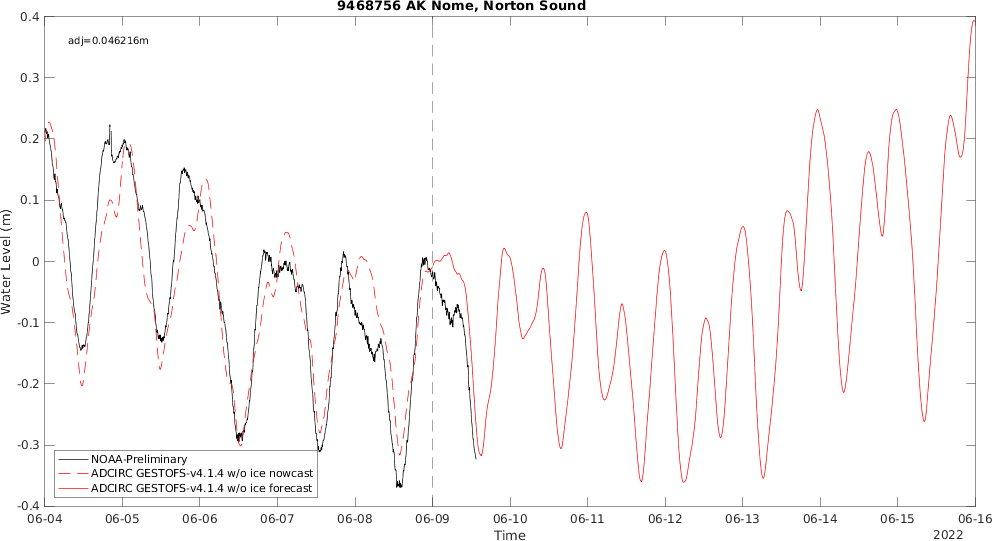 9468756 AK Nome, Norton Sound
adj=0.046216m
0.4
0.3
0.2
0.1
0
-0.1
-0.2
-0.3
-0.4
Water Level (m)
NOAA-Preliminary
ADCIRC GESTOFS-v4.1.4 w/o ice nowcast
ADCIRC GESTOFS-v4.1.4 w/o ice forecast
06-04 06-05 06-06 06-07 06-08 06-09 06-10 06-11 06-12 06-13 06-14 06-15 06-16
Time
2022